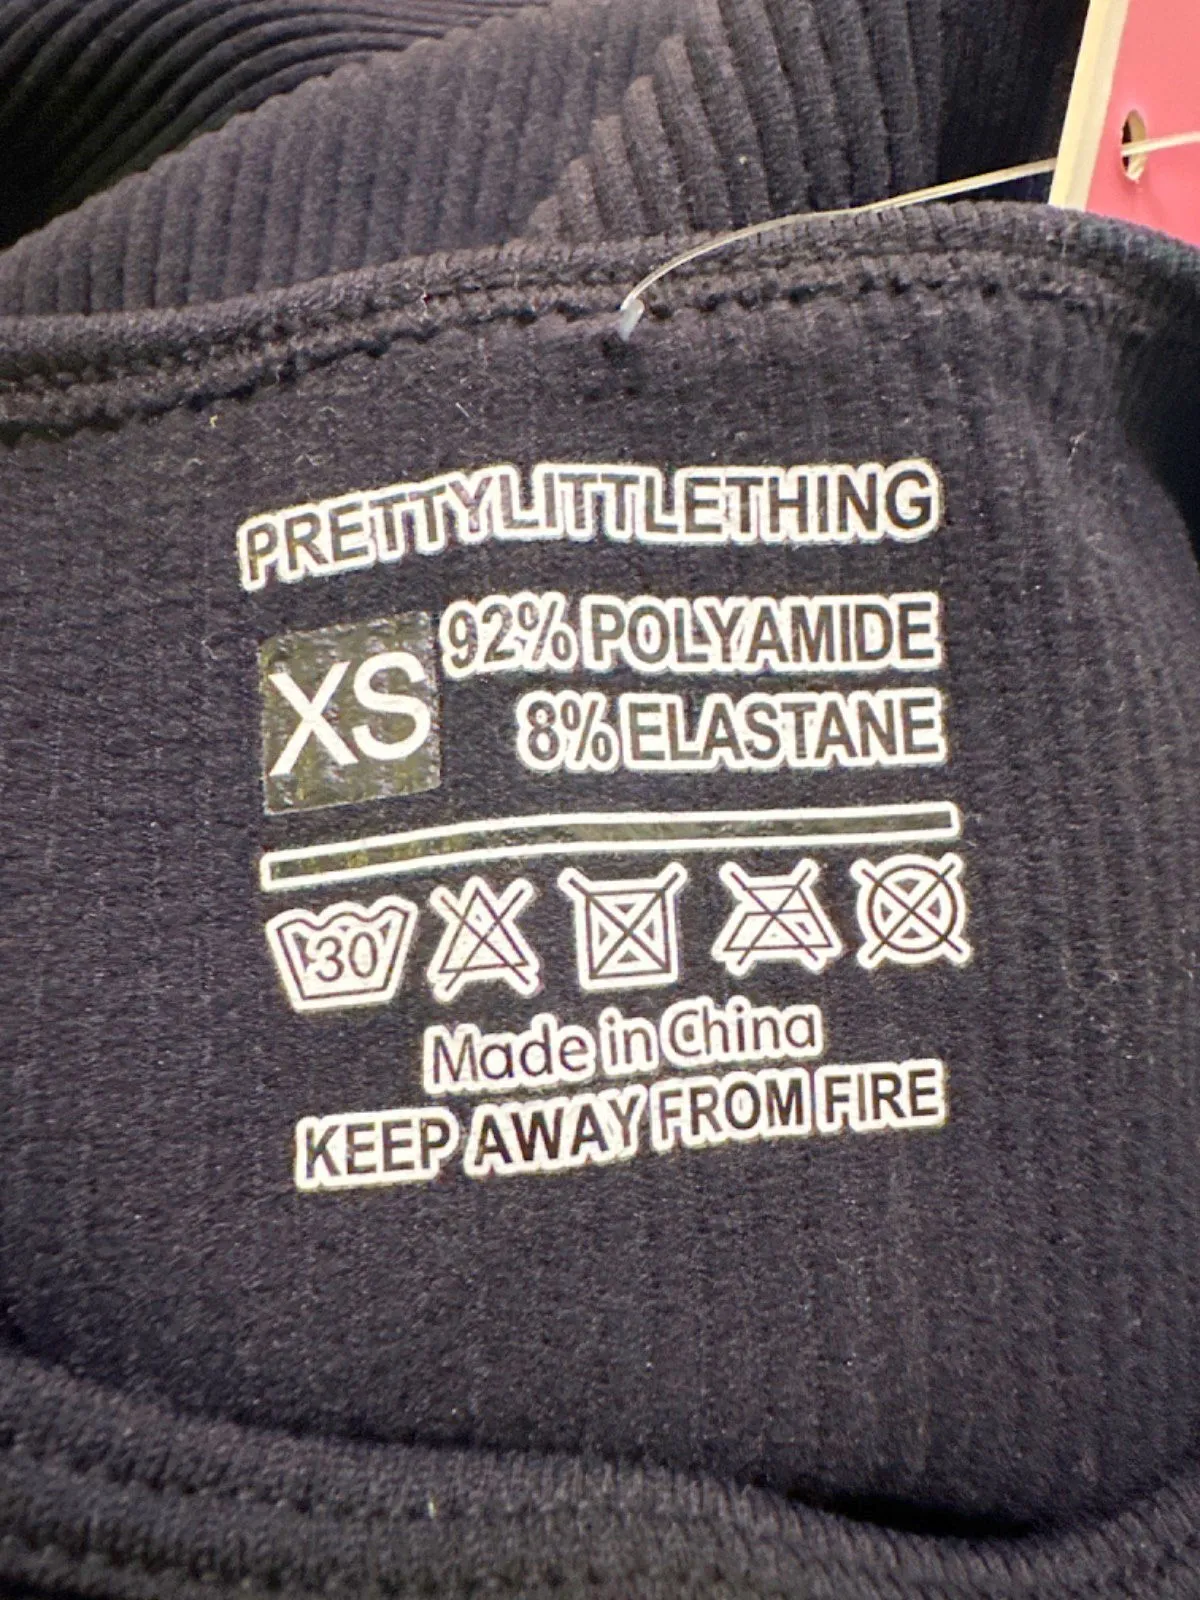 PRETTYLITTLETHING
XS
92% POLYAMIDE
8% ELASTANE
30
Made in China
KEEP AWAY FROM FIRE